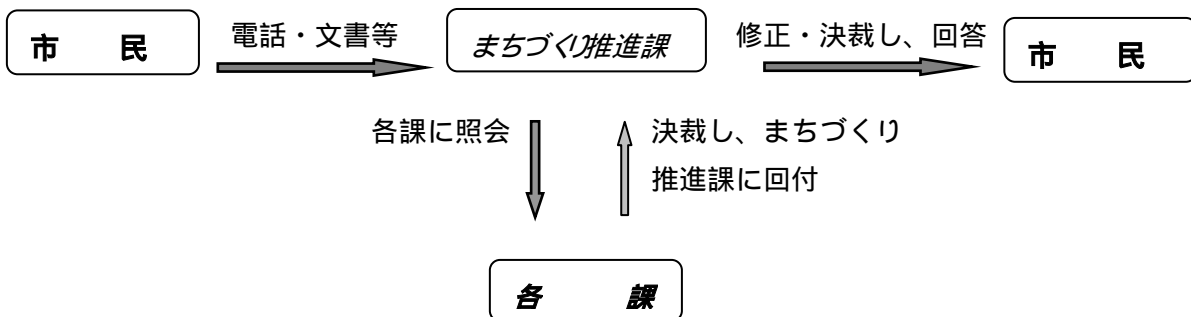 市　民
電話・文書等
まちづくり推進課
修正・決裁し、回答
市　民
各課に照会
決裁し、まちづくり
推進課に回付
各　課